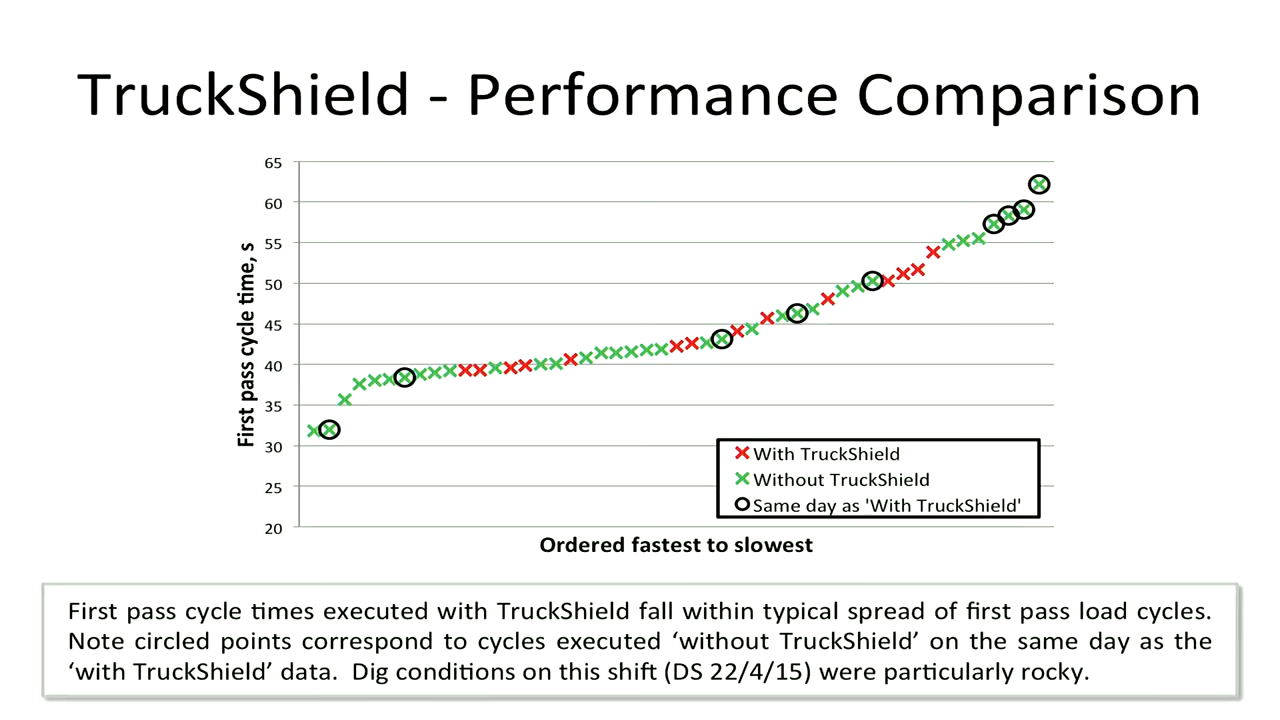 TruckShield - Performance Comparison
65
60
55
50
45
40
35
30
25
20
First pass cycle time, s
With TruckShield
Without TruckShield
Same day as 'With TruckShield'
Ordered fastest to slowest
First pass cycle times executed with TruckShield fall within typical spread of first pass load cycles.
Note circled points correspond to cycles executed ‘without TruckShield’ on the same day as the
‘with TruckShield’ data. Dig conditions on this shift (DS 22/4/15) were particularly rocky.